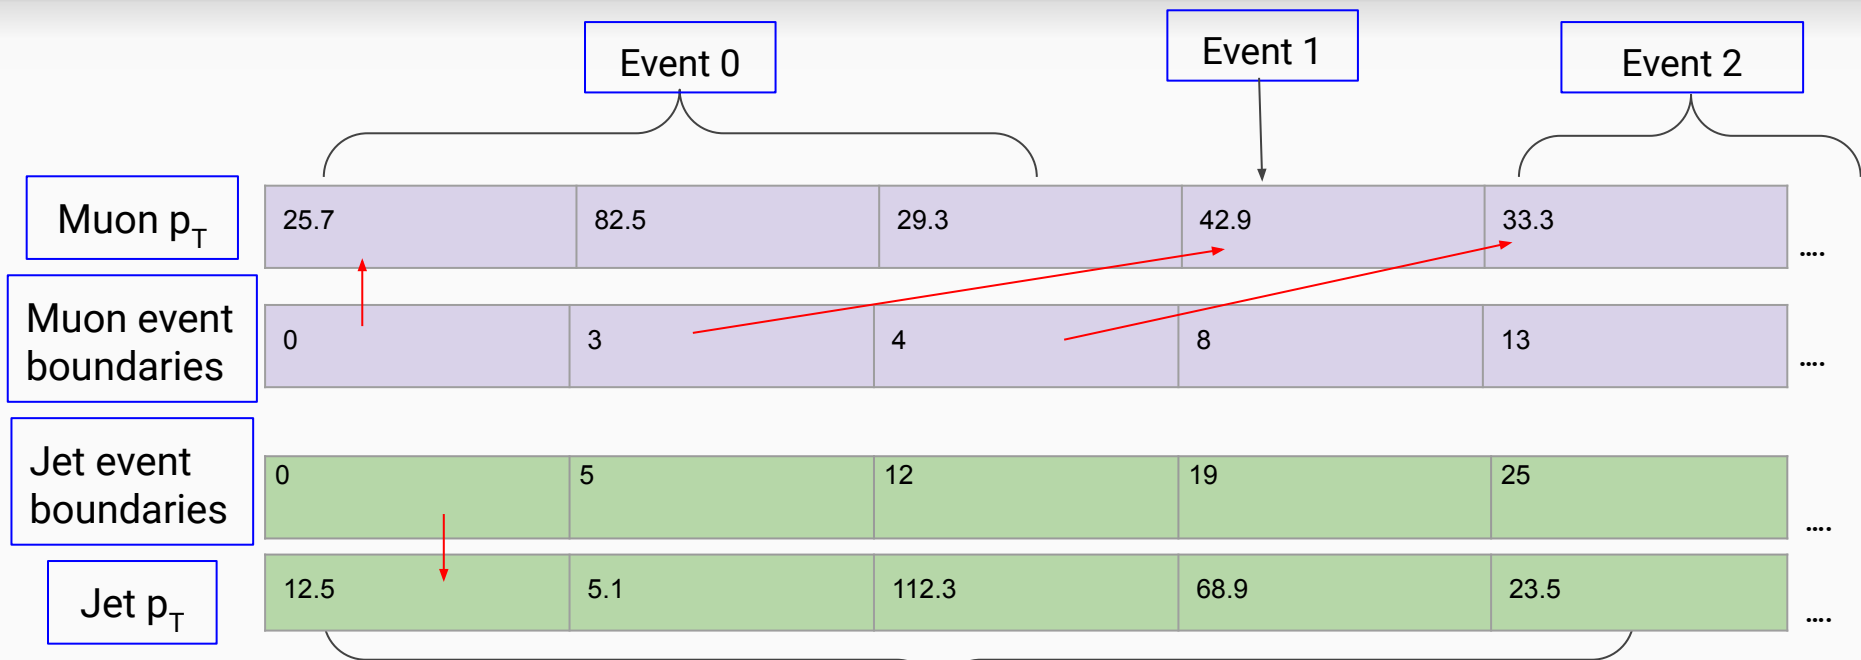 Event 0
Event 1
Event 2
Muon pT
25.7 82.5 29.3 42.9 33.3 ....
Muon event
boundaries
0 3 4 8 13 ....
Jet event
boundaries
0 5 12 19 25 ....
Jet pT
12.5 5.1 112.3 68.9 23.5 ....